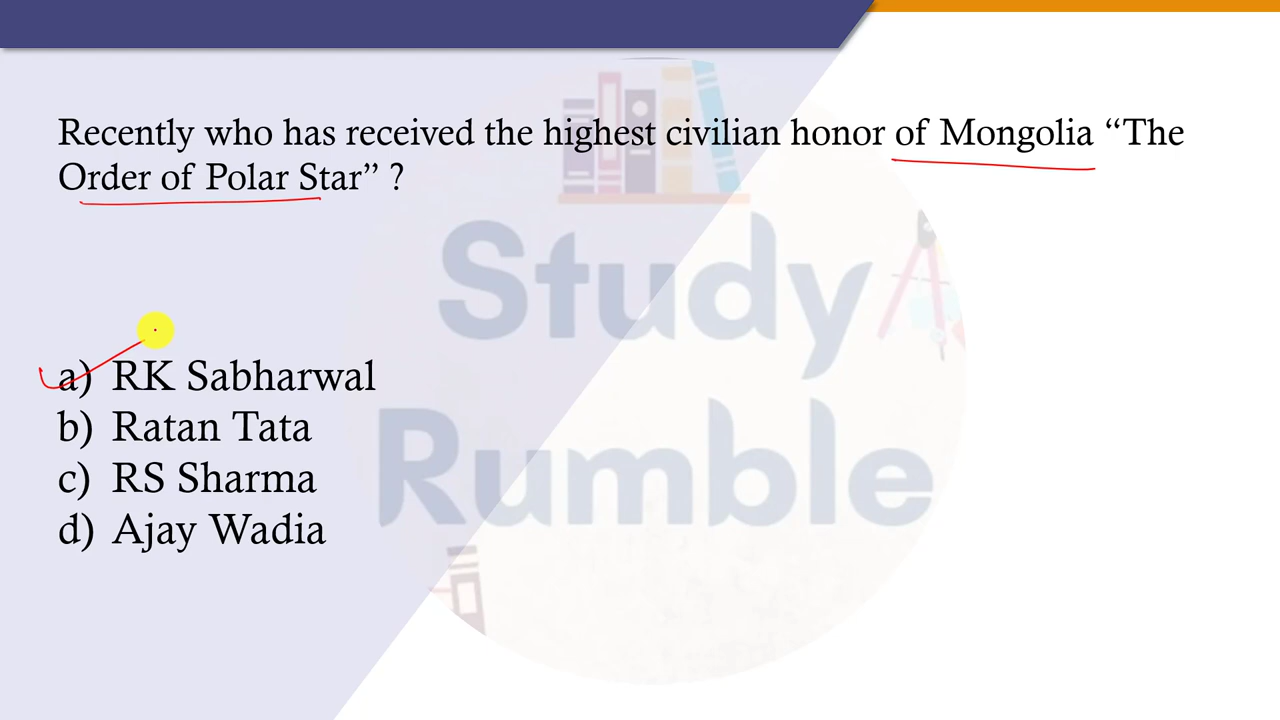 Recently who has received the highest civilian honor of Mongolia “The
Order of Polar Star” ?
Study
Rumble
a) RK Sabharwal
b) Ratan Tata
c) RS Sharma
d) Ajay Wadia